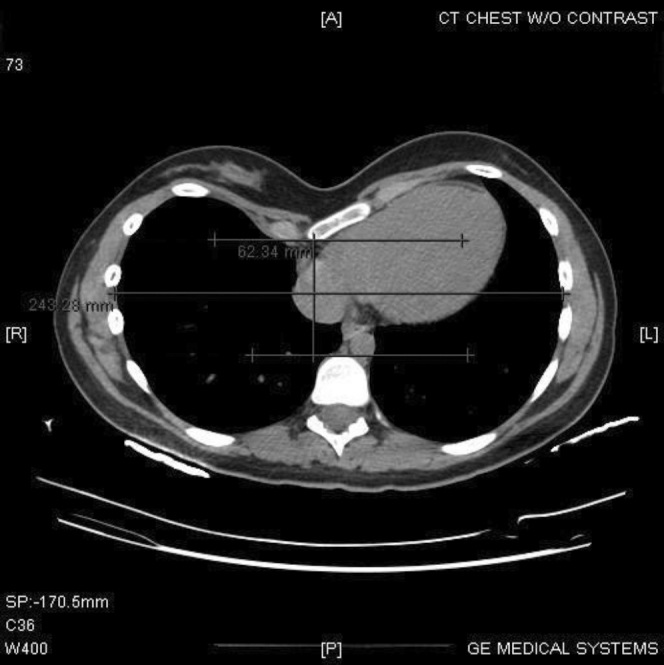 [A]
CT CHEST W/O CONTRAST
73
62.34 mm
243.28 mm
[R]
[L]
SP:-170.5mm
C36
W400
[P]
GE MEDICAL SYSTEMS